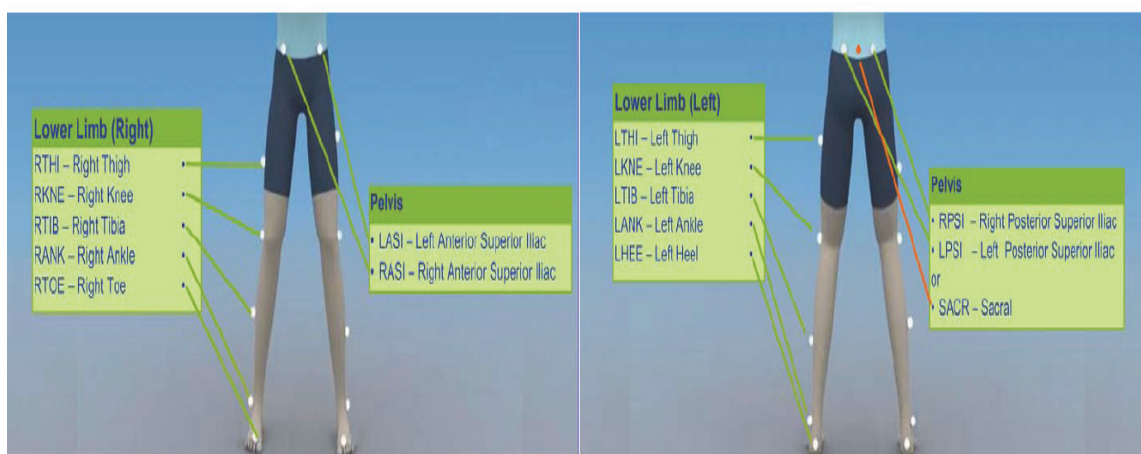 Lower Limb (Right)
RTHI – Right Thigh
RKNE – Right Knee
RTIB – Right Tibia
RANK – Right Ankle
RTOE – Right Toe
Pelvis
• LASI – Left Anterior Superior Iliac
• RASI – Right Anterior Superior Iliac
Lower Limb (Left)
LTHI – Left Thigh
LKNE – Left Knee
LTIB – Left Tibia
LANK – Left Ankle
LHEE – Left Heel
Pelvis
• RPSI – Right Posterior Superior Iliac
• LPSI – Left Posterior Superior Iliac
or
• SACR – Sacral